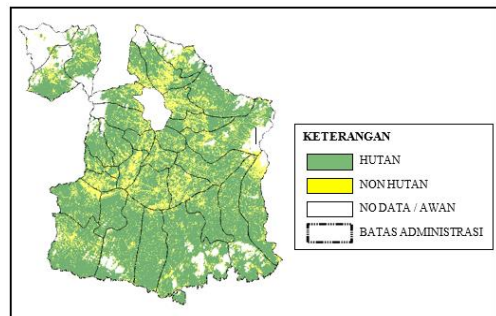 KETERANGAN
HUTAN
NON HUTAN
NO DATA / AWAN
BATAS ADMINISTRASI